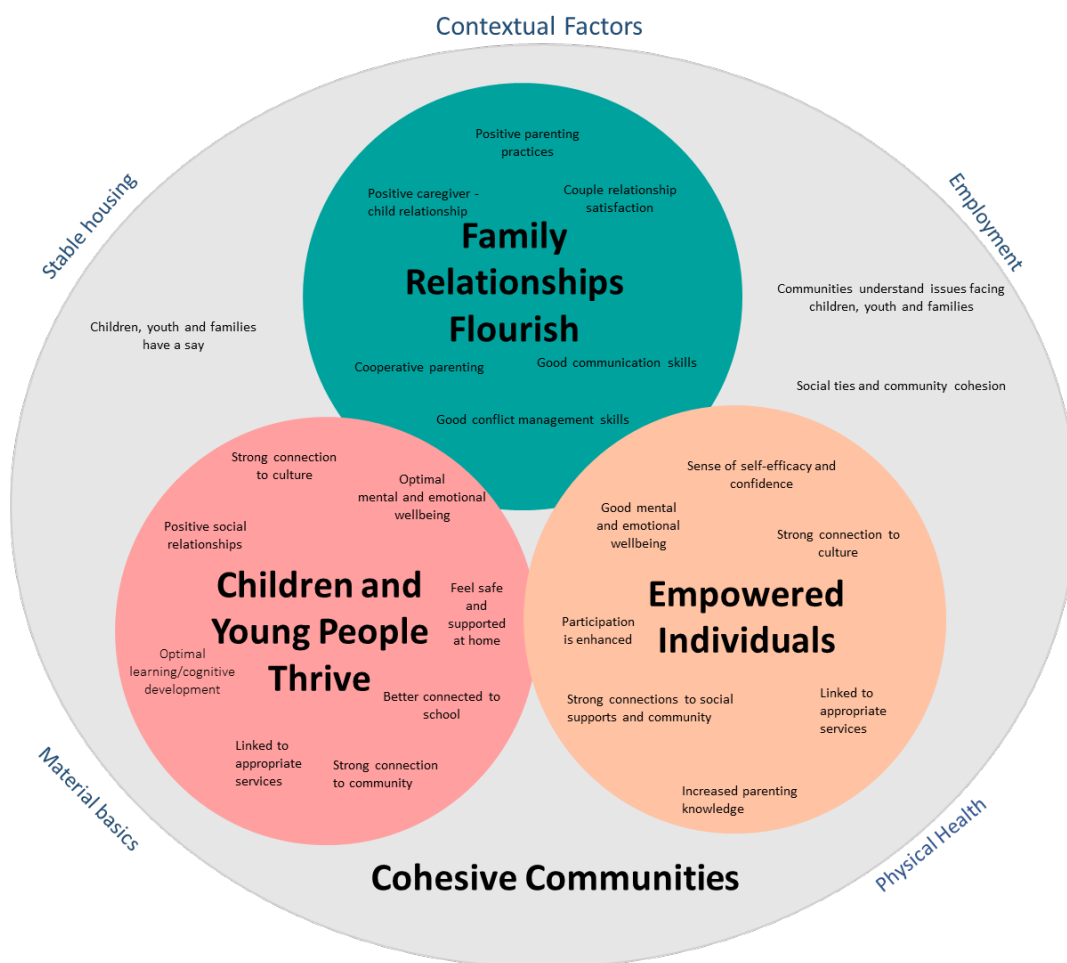 Contextual Factors
Stable housing
Employment
Positive parenting
practices
Positive caregiver -
child relationship
Couple relationship
satisfaction
Family
Relationships
Flourish
Cooperative parenting
Good communication skills
Good conflict management skills
Children, youth and families
have a say
Communities understand issues facing
children, youth and families
Social ties and community cohesion
Strong connection
to culture
Optimal
mental and emotional
wellbeing
Positive social
relationships
Children and
Young People
Thrive
Feel safe
and
supported
at home
Optimal
learning/cognitive
development
Better connected to
school
Linked to
appropriate
services
Strong connection
to community
Sense of self-efficacy and
confidence
Good mental
and emotional
wellbeing
Strong connection to
culture
Empowered
Individuals
Participation
is enhanced
Strong connections to social
supports and community
Linked to
appropriate
services
Increased parenting
knowledge
Material basics
Physical Health
Cohesive Communities